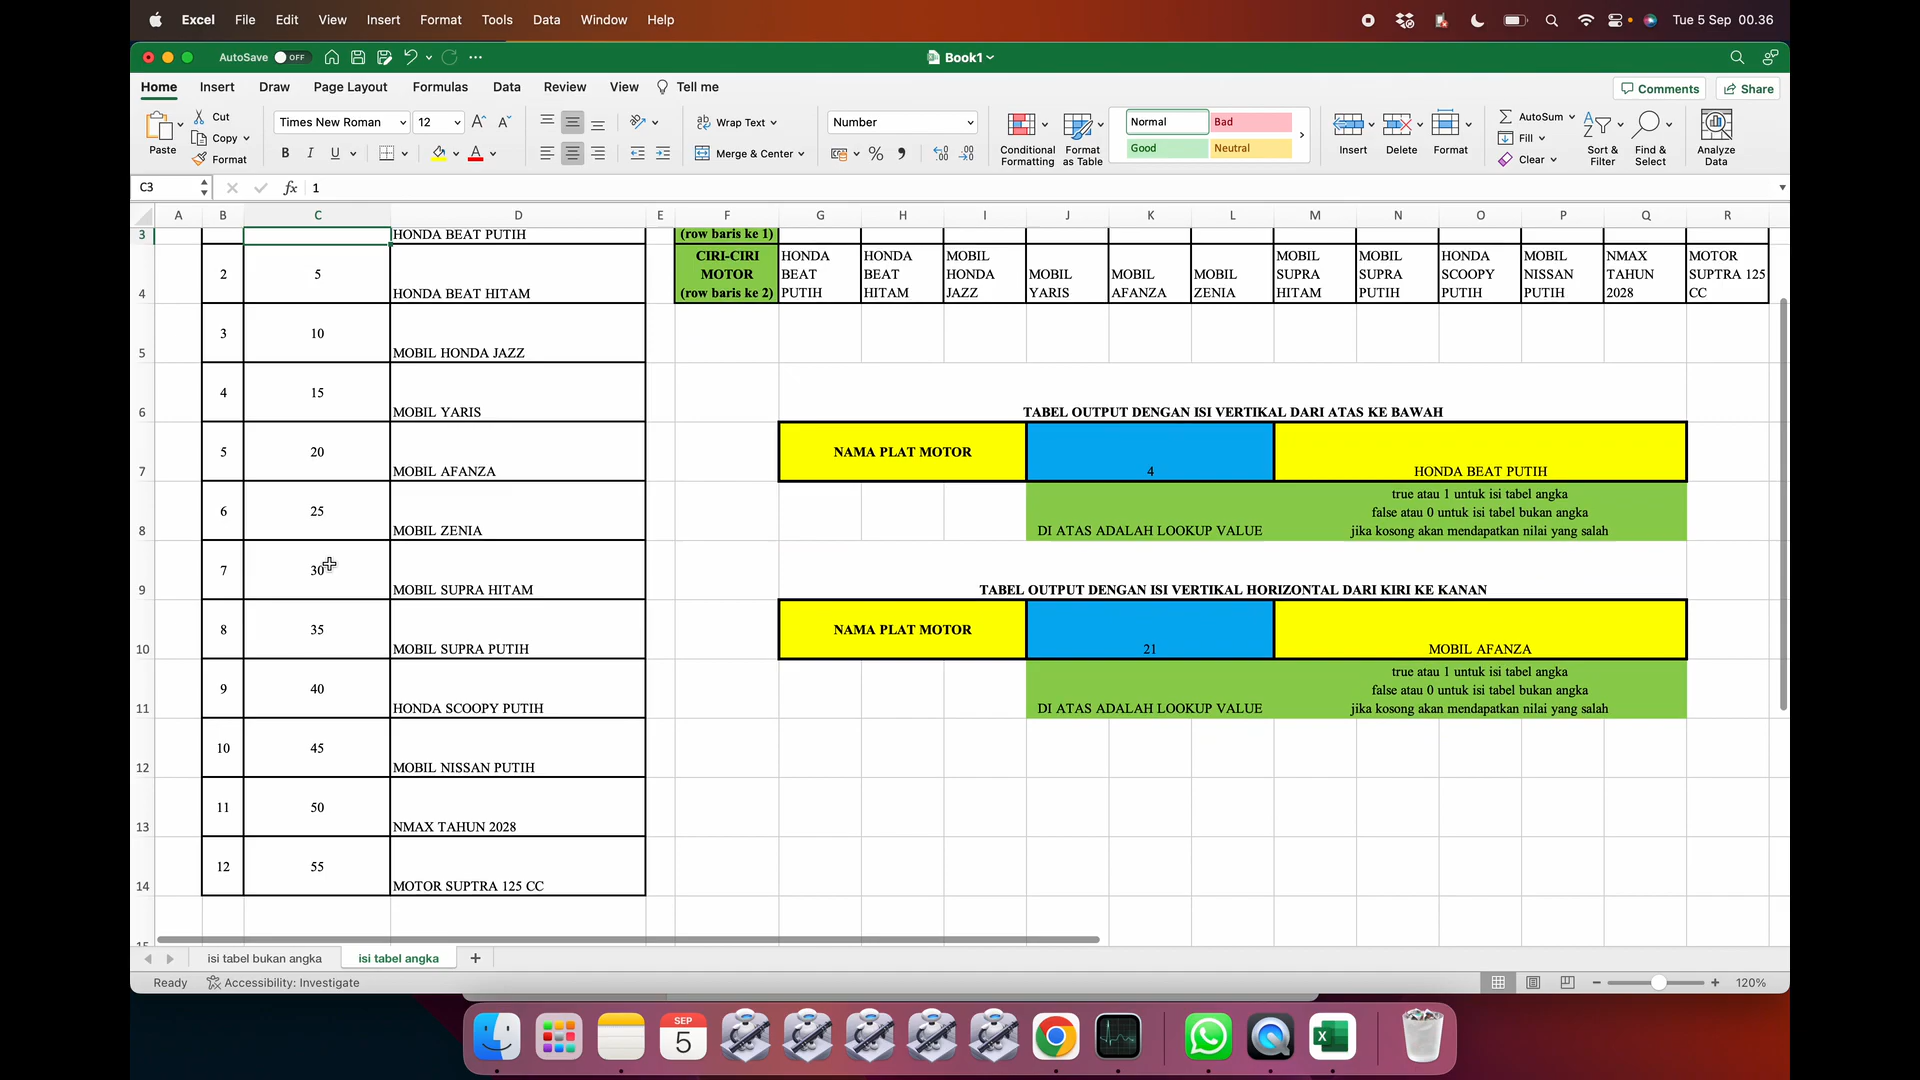 Excel File Edit View Insert Format Tools Data Window Help Tue 5 Sep 00.36
AutoSave OFF Book1
Home Insert Draw Page Layout Formulas Data Review View Tell me Comments Share
Paste Cut Copy Format
Times New Roman 12
B I U
Wrap Text
Merge & Center
Number
Conditional Formatting
Format as Table
Normal Bad
Good Neutral
Insert Delete Format
AutoSum
Fill
Clear
Sort & Filter
Find & Select
Analyze Data
C3 fx 1
A B C D E F G H I J K L M N O P Q R
3 HONDA BEAT PUTIH (row baris ke 1)
4 2 5 HONDA BEAT HITAM
CIRI-CIRI
MOTOR
(row baris ke 2)
HONDA BEAT PUTIH
HONDA BEAT HITAM
MOBIL HONDA JAZZ
MOBIL YARIS
MOBIL AFANZA
MOBIL ZENIA
MOBIL SUPRA HITAM
MOBIL SUPRA PUTIH
HONDA SCOOPY PUTIH
MOBIL NISSAN PUTIH
NMAX TAHUN 2028
MOTOR SUPTRA 125 CC
5 3 10 MOBIL HONDA JAZZ
6 4 15 MOBIL YARIS
TABEL OUTPUT DENGAN ISI VERTIKAL DARI ATAS KE BAWAH
7 5 20 MOBIL AFANZA
NAMA PLAT MOTOR 4 HONDA BEAT PUTIH
8 6 25 MOBIL ZENIA
DI ATAS ADALAH LOOKUP VALUE
true atau 1 untuk isi tabel angka
false atau 0 untuk isi tabel bukan angka
jika kosong akan mendapatkan nilai yang salah
9 7 30 MOBIL SUPRA HITAM
TABEL OUTPUT DENGAN ISI VERTIKAL HORIZONTAL DARI KIRI KE KANAN
10 8 35 MOBIL SUPRA PUTIH
NAMA PLAT MOTOR 21 MOBIL AFANZA
11 9 40 HONDA SCOOPY PUTIH
DI ATAS ADALAH LOOKUP VALUE
true atau 1 untuk isi tabel angka
false atau 0 untuk isi tabel bukan angka
jika kosong akan mendapatkan nilai yang salah
12 10 45 MOBIL NISSAN PUTIH
13 11 50 NMAX TAHUN 2028
14 12 55 MOTOR SUPTRA 125 CC
15
isi tabel bukan angka isi tabel angka
Ready Accessibility: Investigate 120%
SEP
5